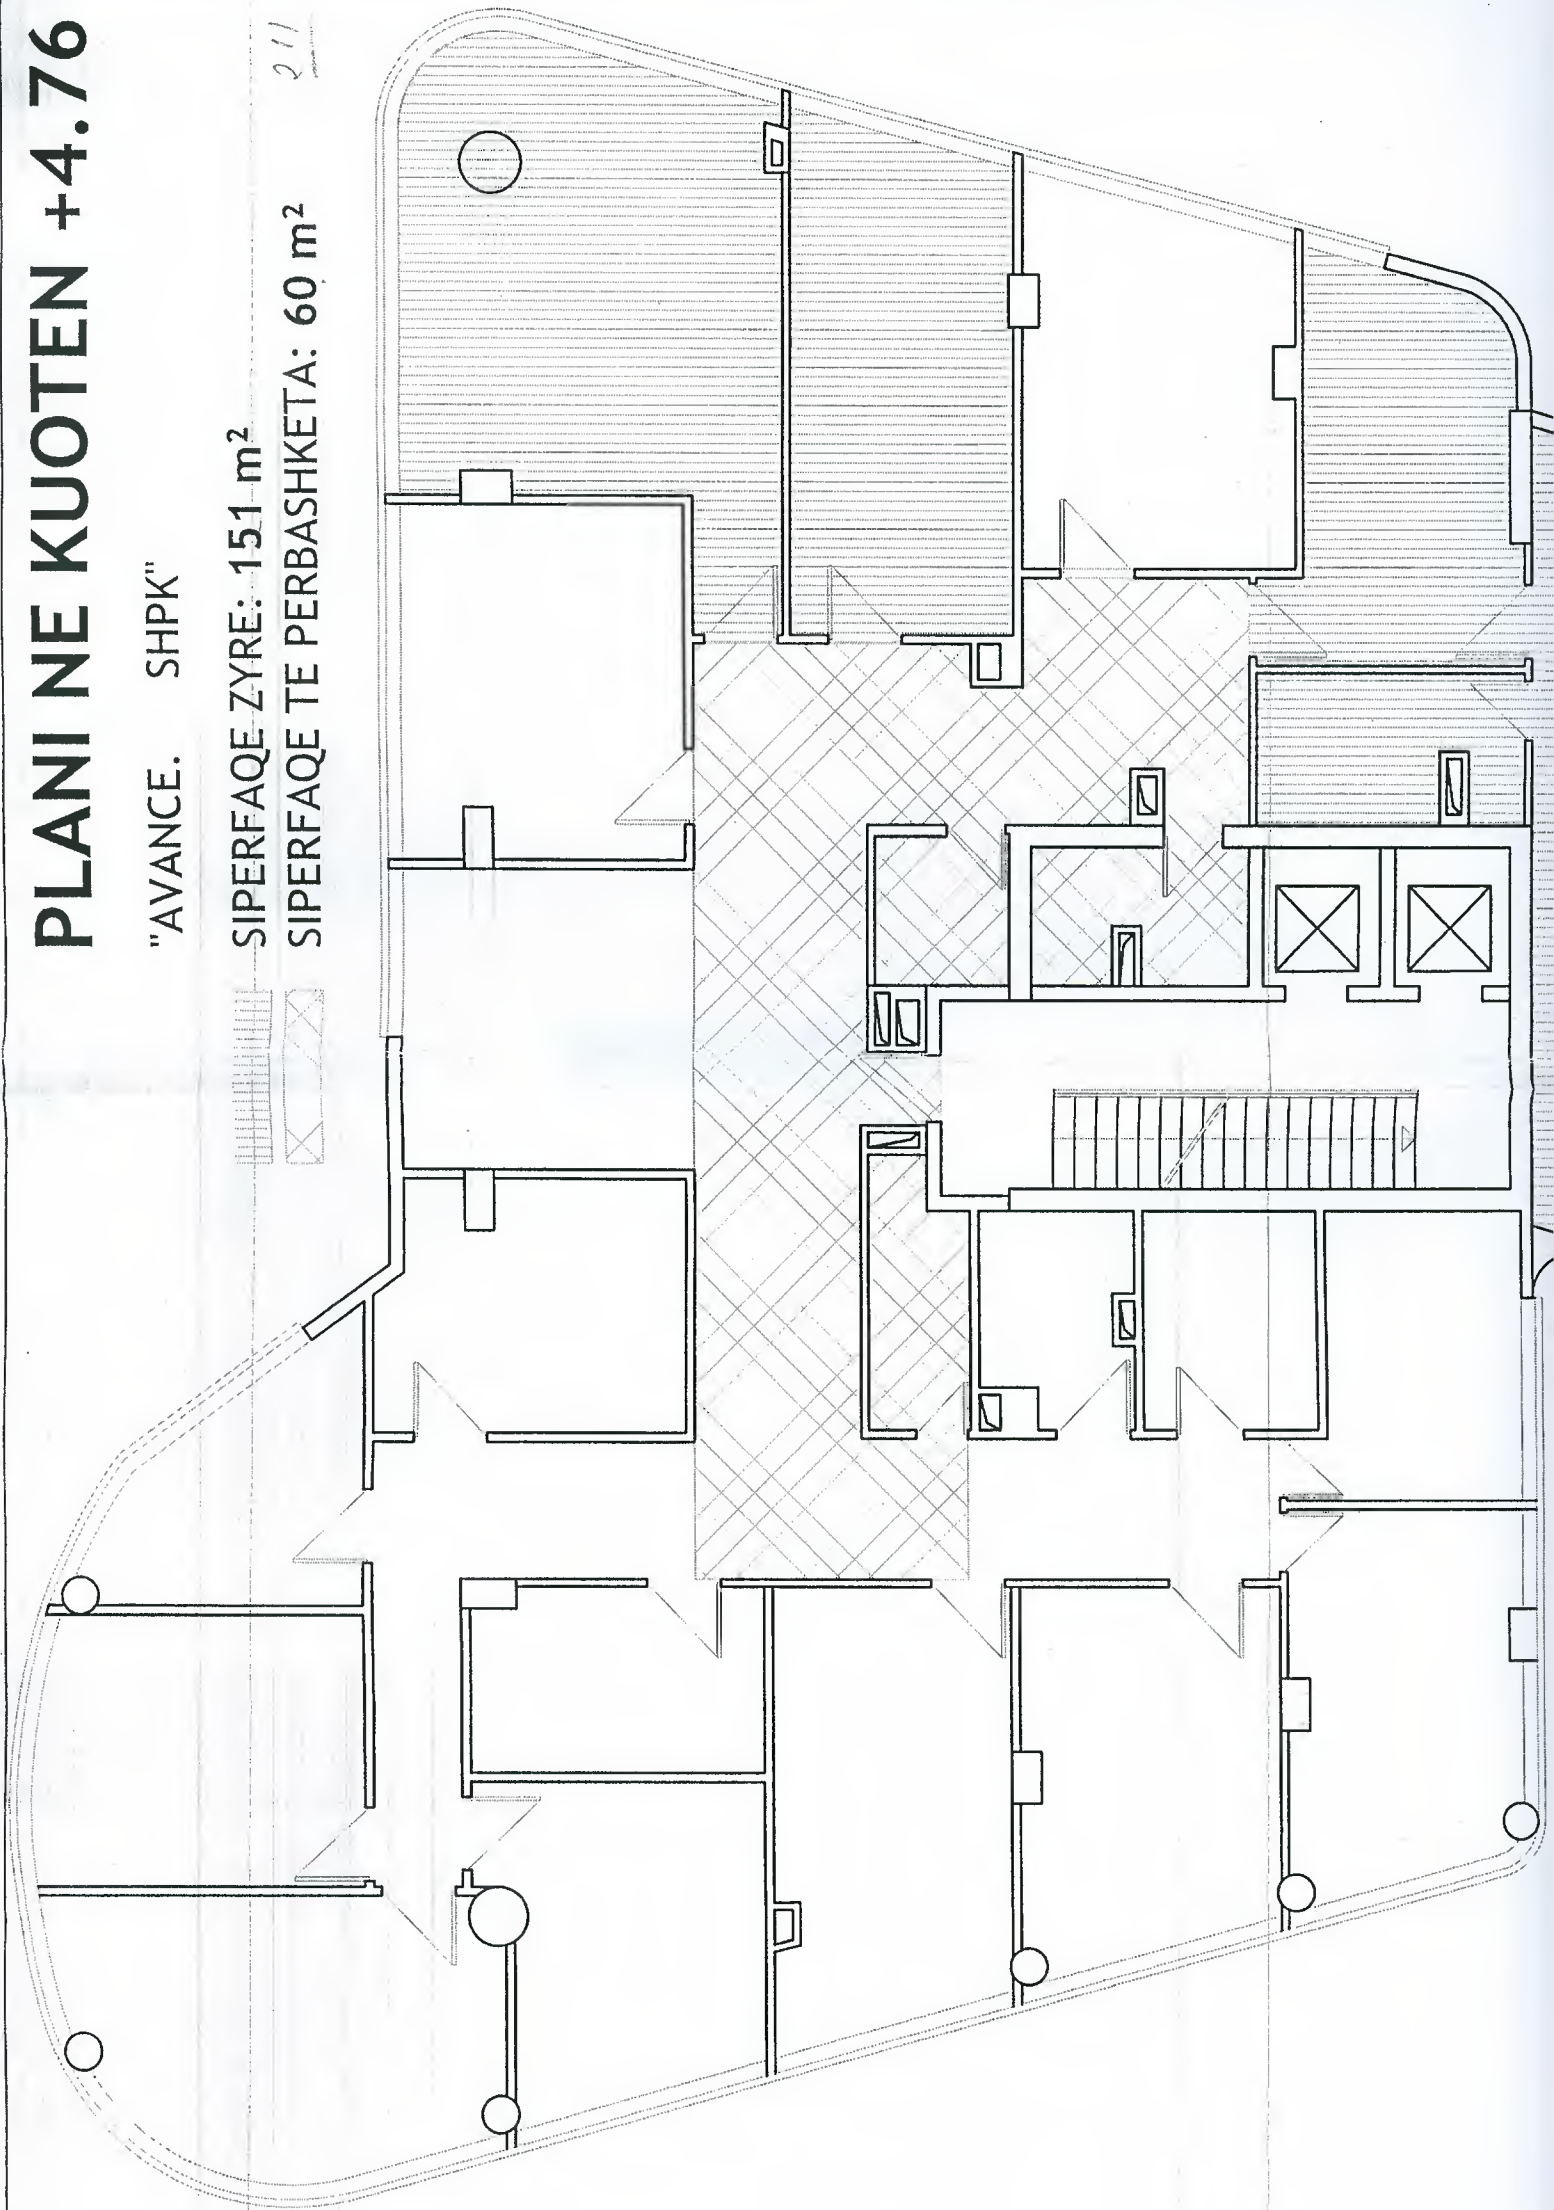 PLANI NE KUOTEN +4.76
"AVANCE. SHPK"
SIPERFAQE ZYRE: 151 m²
SIPERFAQE TE PERBASHKETA: 60 m²
211